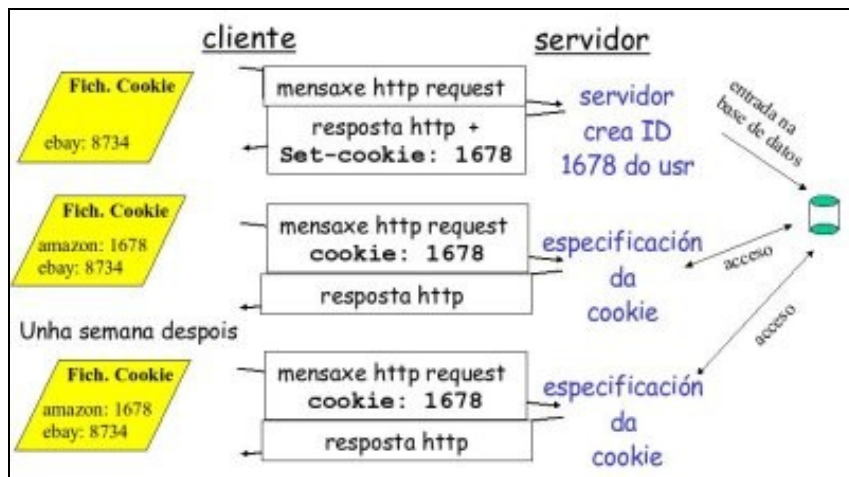 cliente
servidor
Fich. Cookie
ebay: 8734
mensaxe http request
resposta http +
Set-cookie: 1678
servidor
crea ID
1678 do usr
entrada na
base de datos
Fich. Cookie
amazon: 1678
ebay: 8734
mensaxe http request
cookie: 1678
resposta http
especificación
da
cookie
acceso
Unha semana despois
Fich. Cookie
amazon: 1678
ebay: 8734
mensaxe http request
cookie: 1678
resposta http
especificación
da
cookie
acceso